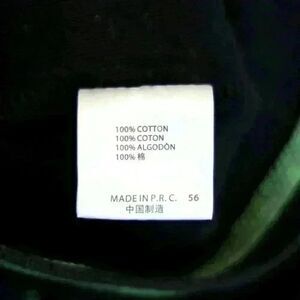 100% COTTON
100% COTON
100% ALGODÓN
100% 棉
MADE IN P. R. C. 56
中国制造